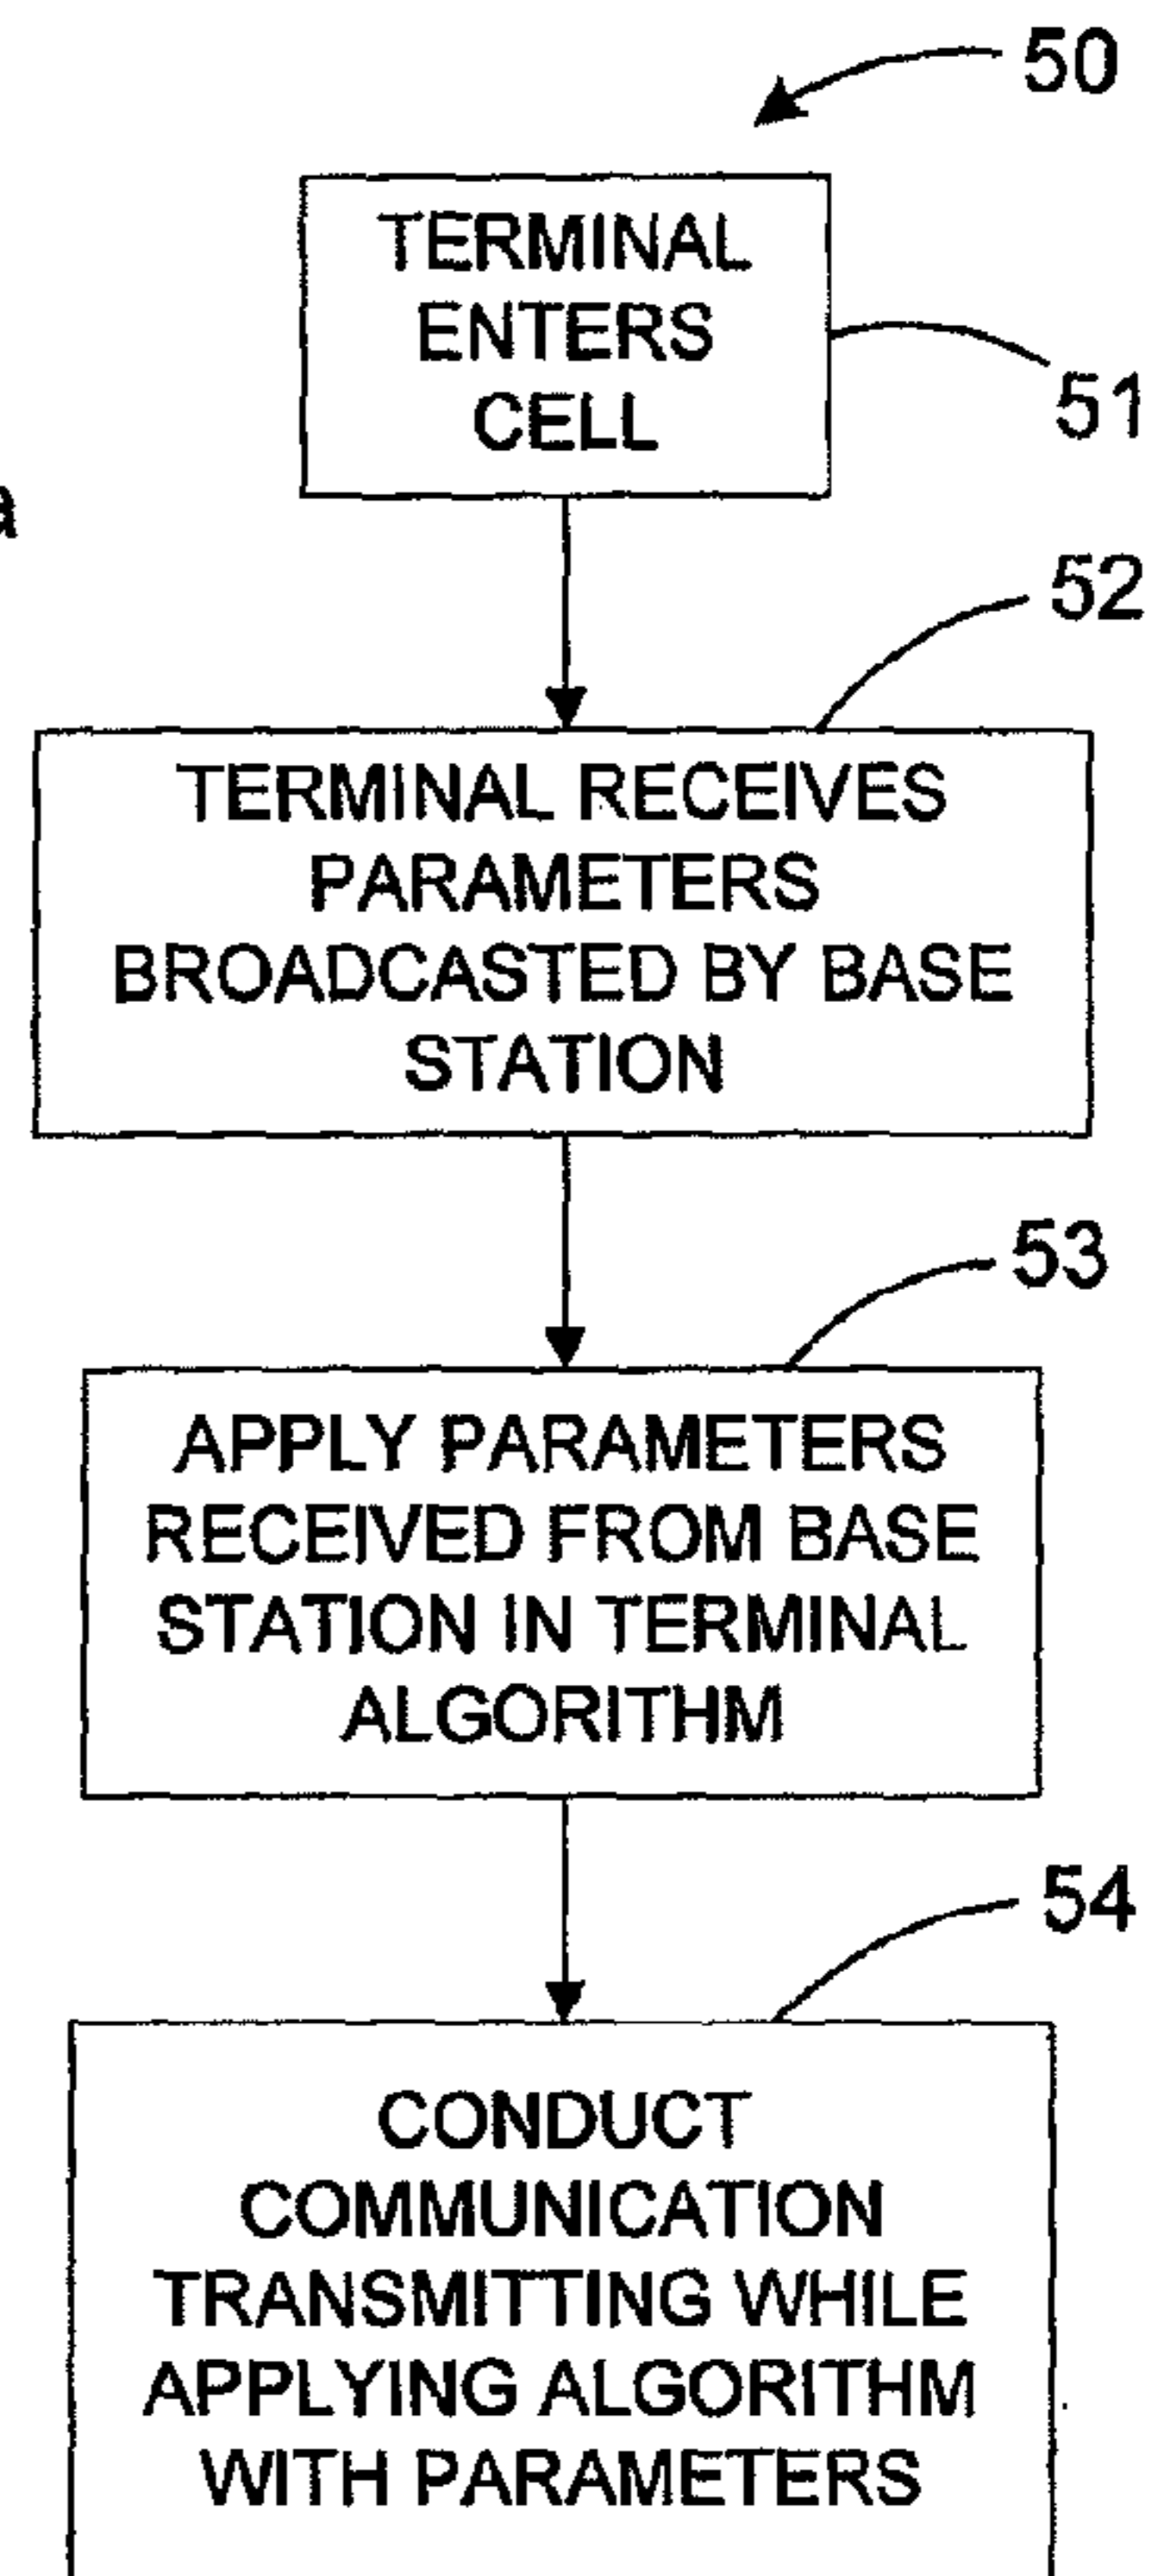 50
TERMINAL
ENTERS
CELL
51
a
52
TERMINAL RECEIVES
PARAMETERS
BROADCASTED BY BASE
STATION
53
APPLY PARAMETERS
RECEIVED FROM BASE
STATION IN TERMINAL
ALGORITHM
54
CONDUCT
COMMUNICATION
TRANSMITTING WHILE
APPLYING ALGORITHM
WITH PARAMETERS